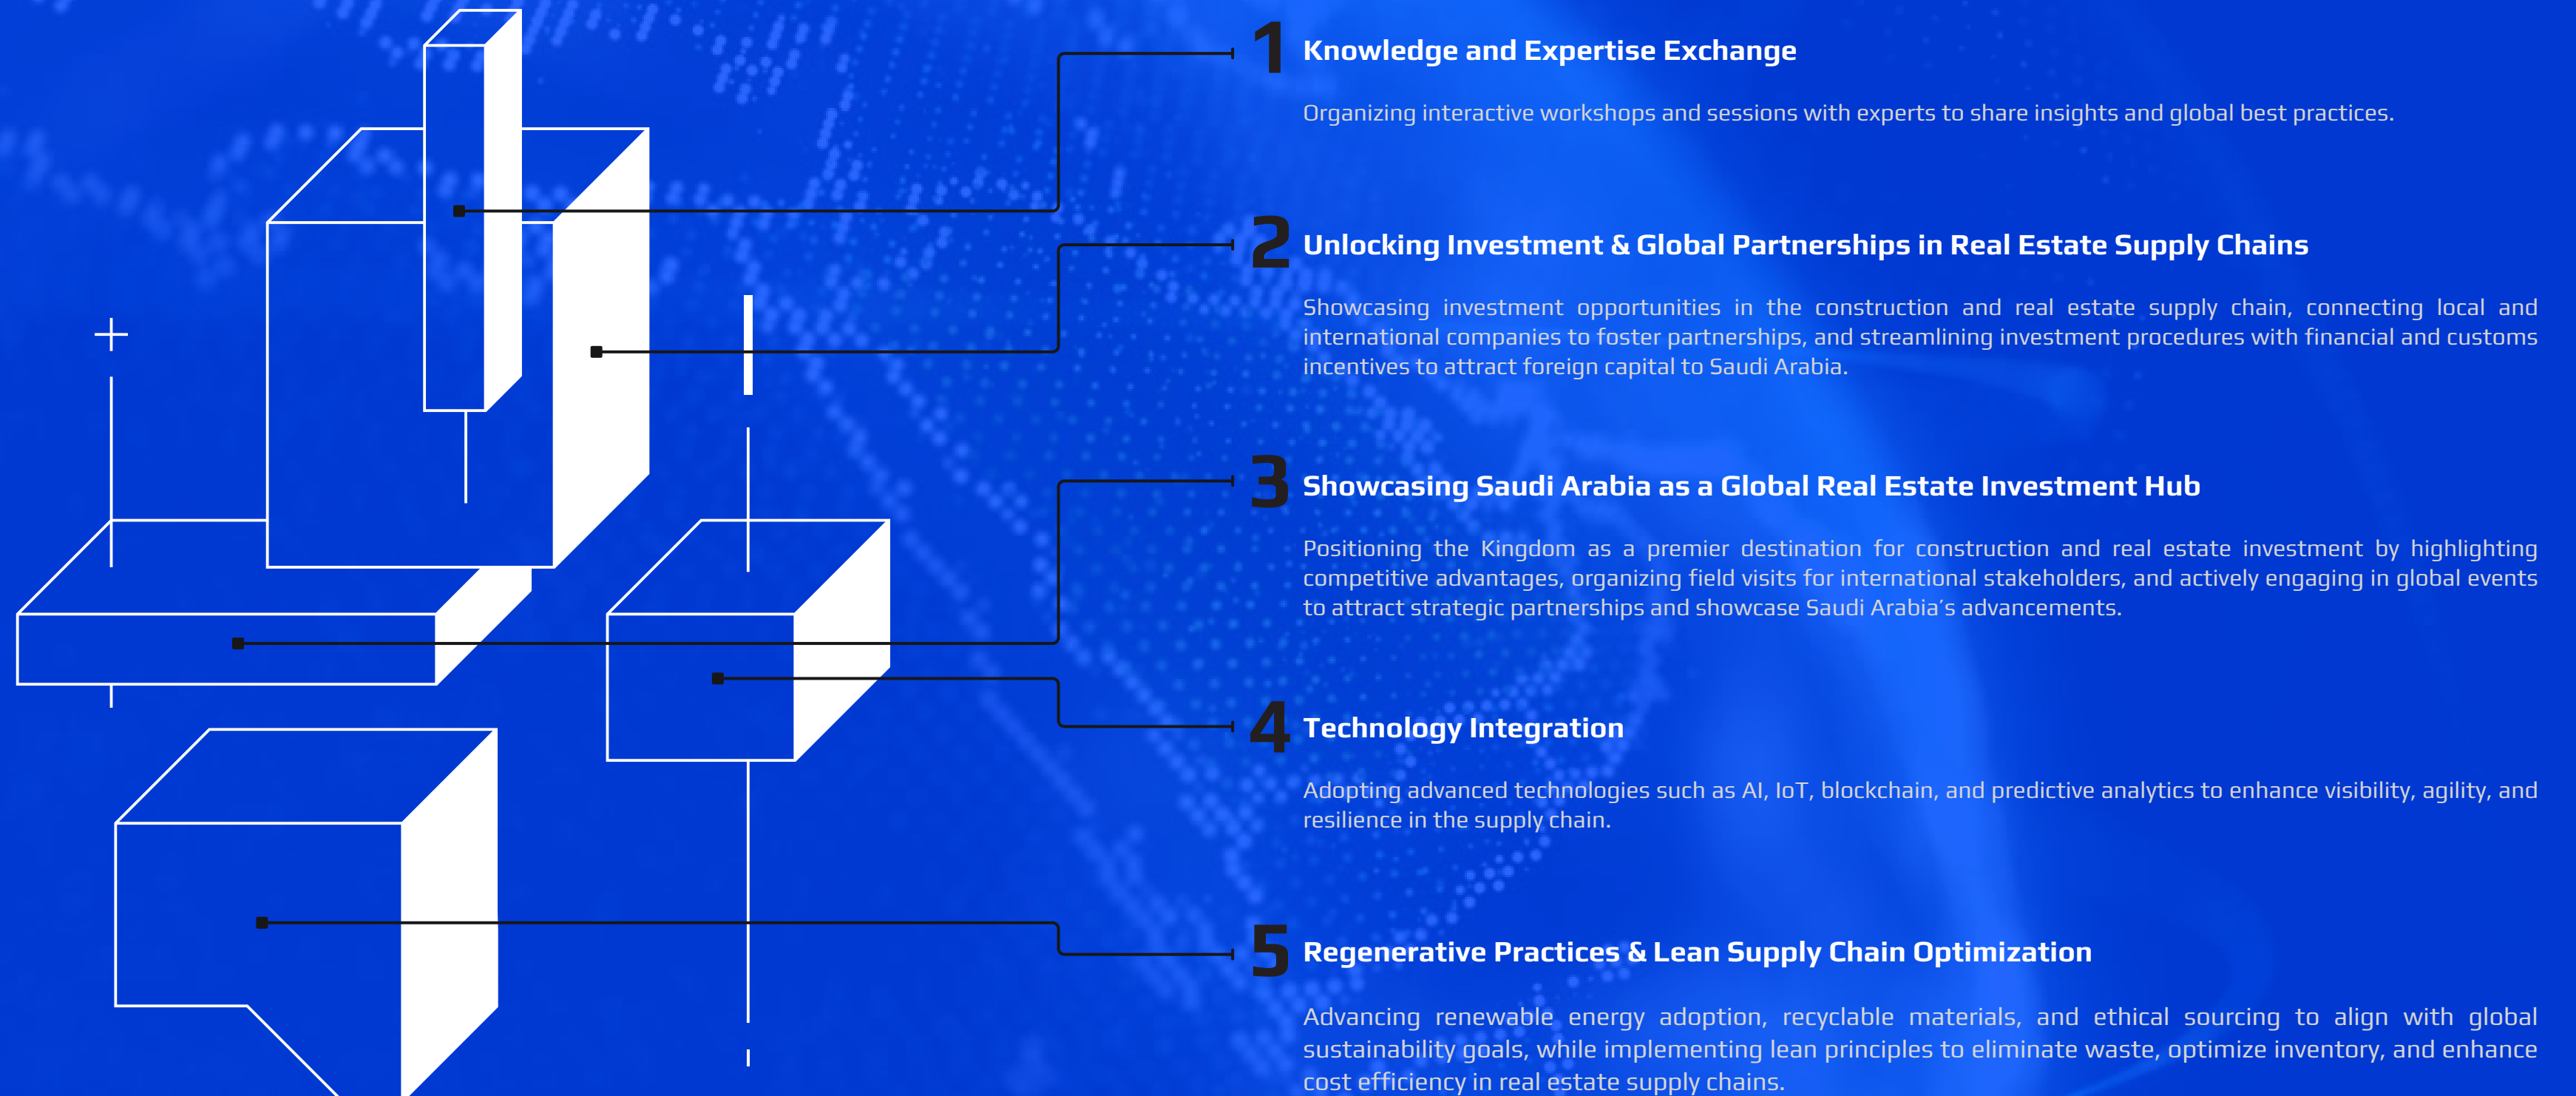 1
Knowledge and Expertise Exchange
Organizing interactive workshops and sessions with experts to share insights and global best practices.
2
Unlocking Investment & Global Partnerships in Real Estate Supply Chains
Showcasing investment opportunities in the construction and real estate supply chain, connecting local and
international companies to foster partnerships, and streamlining investment procedures with financial and customs
incentives to attract foreign capital to Saudi Arabia.
3
Showcasing Saudi Arabia as a Global Real Estate Investment Hub
Positioning the Kingdom as a premier destination for construction and real estate investment by highlighting
competitive advantages, organizing field visits for international stakeholders, and actively engaging in global events
to attract strategic partnerships and showcase Saudi Arabia's advancements.
4
Technology Integration
Adopting advanced technologies such as AI, IoT, blockchain, and predictive analytics to enhance visibility, agility, and
resilience in the supply chain.
5
Regenerative Practices & Lean Supply Chain Optimization
Advancing renewable energy adoption, recyclable materials, and ethical sourcing to align with global
sustainability goals, while implementing lean principles to eliminate waste, optimize inventory, and enhance
cost efficiency in real estate supply chains.